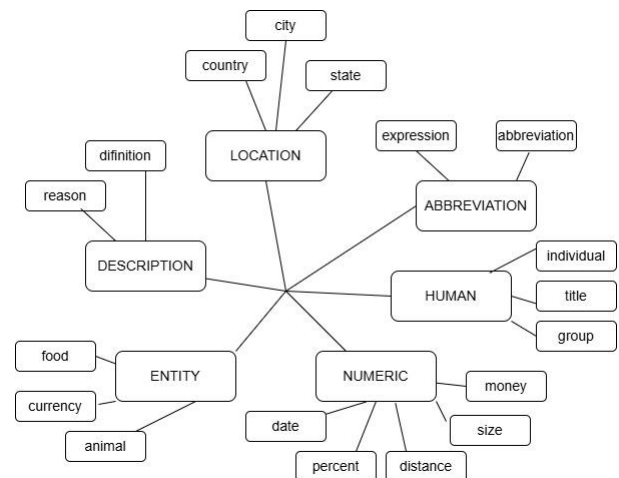 city
country
state
LOCATION
expression
abbreviation
ABBREVIATION
difinition
reason
DESCRIPTION
individual
HUMAN
title
group
food
ENTITY
currency
animal
NUMERIC
money
date
size
percent
distance